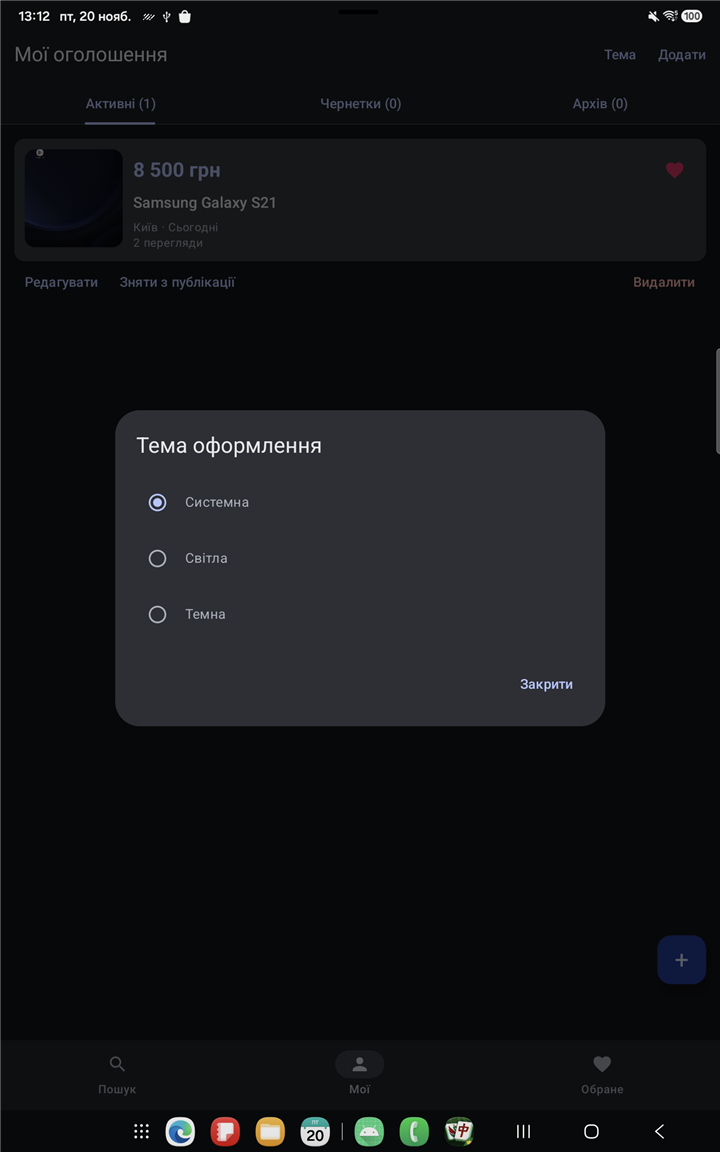 13:12 пт, 20 нояб.
100
Мої оголошення
Тема Додати
Активні (1) Чернетки (0) Архів (0)
8 500 грн
Samsung Galaxy S21
Київ · Сьогодні
2 перегляди
Редагувати Зняти з публікації Видалити
Тема оформлення
Системна
Світла
Темна
Закрити
+
Пошук Мої Обране
ПТ
20
中